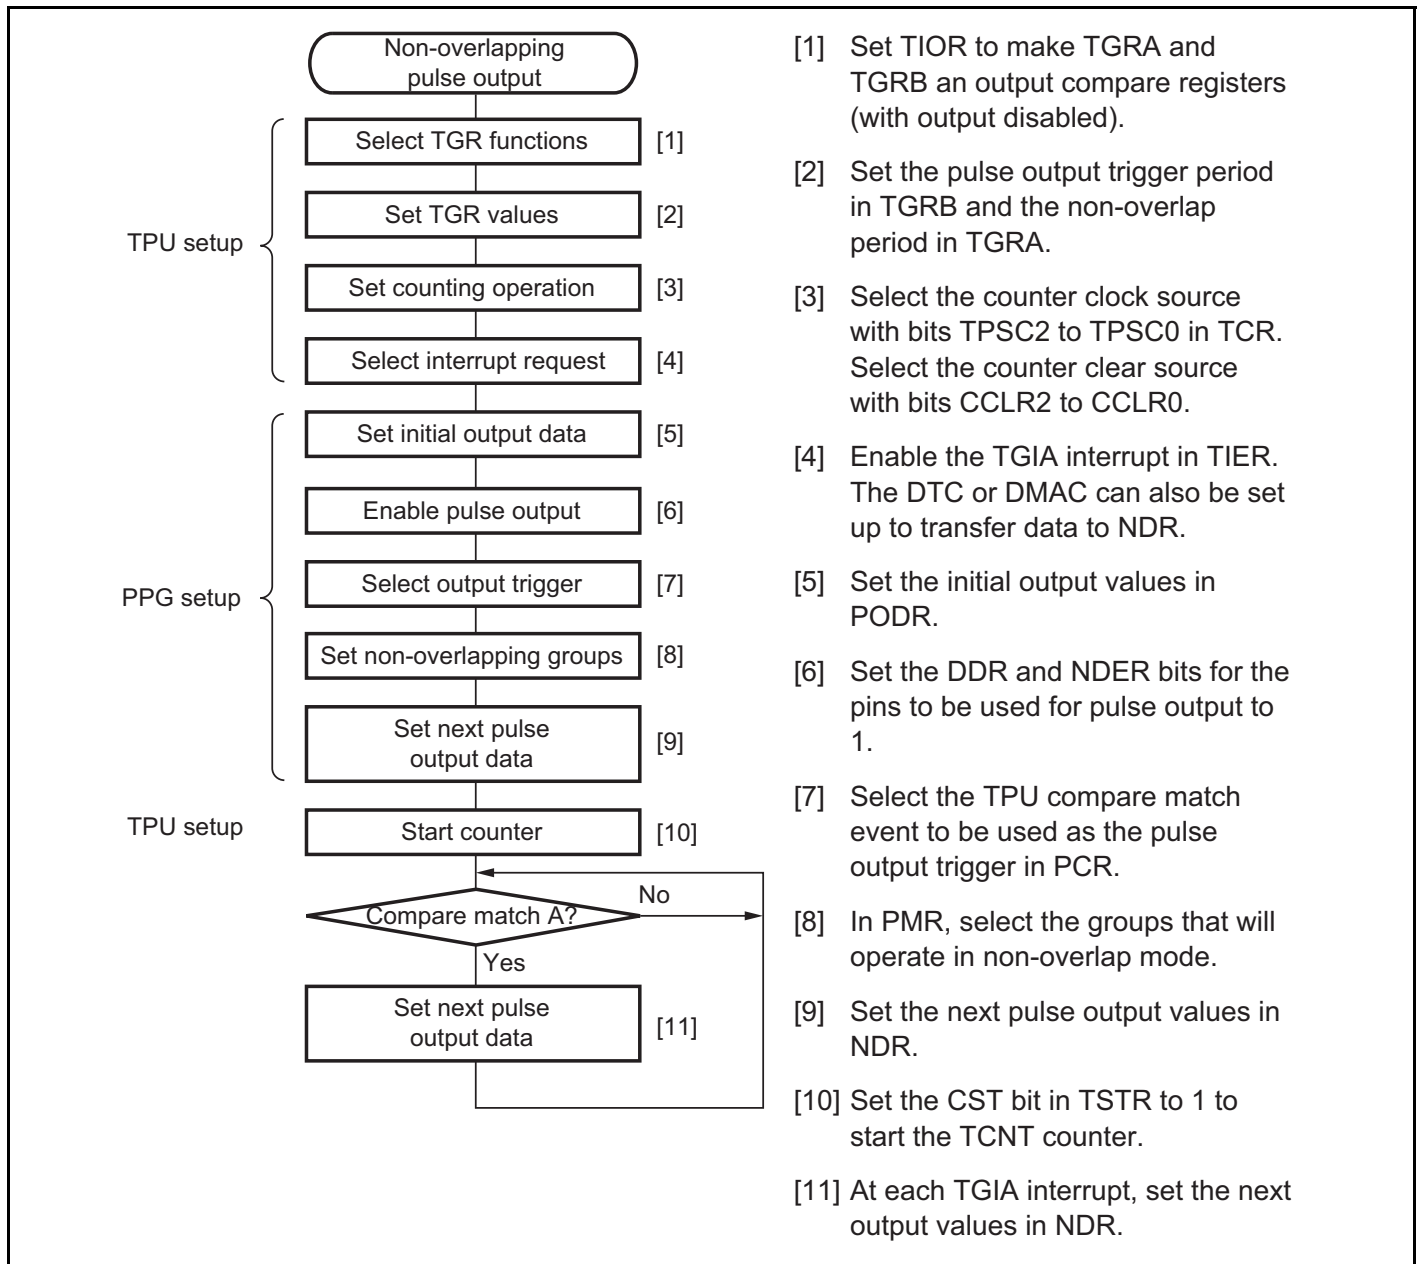 Non-overlapping
pulse output
TPU setup
Select TGR functions [1]
Set TGR values [2]
Set counting operation [3]
Select interrupt request [4]
PPG setup
Set initial output data [5]
Enable pulse output [6]
Select output trigger [7]
Set non-overlapping groups [8]
Set next pulse
output data [9]
TPU setup
Start counter [10]
Compare match A?
No
Yes
Set next pulse
output data [11]
[1] Set TIOR to make TGRA and
TGRB an output compare registers
(with output disabled).
[2] Set the pulse output trigger period
in TGRB and the non-overlap
period in TGRA.
[3] Select the counter clock source
with bits TPSC2 to TPSC0 in TCR.
Select the counter clear source
with bits CCLR2 to CCLR0.
[4] Enable the TGIA interrupt in TIER.
The DTC or DMAC can also be set
up to transfer data to NDR.
[5] Set the initial output values in
PODR.
[6] Set the DDR and NDER bits for the
pins to be used for pulse output to
1.
[7] Select the TPU compare match
event to be used as the pulse
output trigger in PCR.
[8] In PMR, select the groups that will
operate in non-overlap mode.
[9] Set the next pulse output values in
NDR.
[10] Set the CST bit in TSTR to 1 to
start the TCNT counter.
[11] At each TGIA interrupt, set the next
output values in NDR.